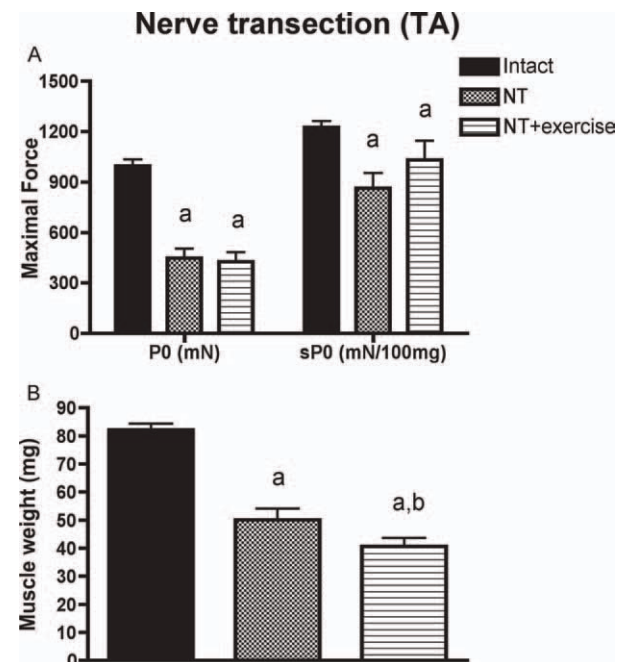 Nerve transection (TA)
A
Intact
NT
NT+exercise
Maximal Force
1500
1200
900
600
300
0
a
a
a
a
P0 (mN)
sP0 (mN/100mg)
B
Muscle weight (mg)
90
80
70
60
50
40
30
20
10
0
a
a,b